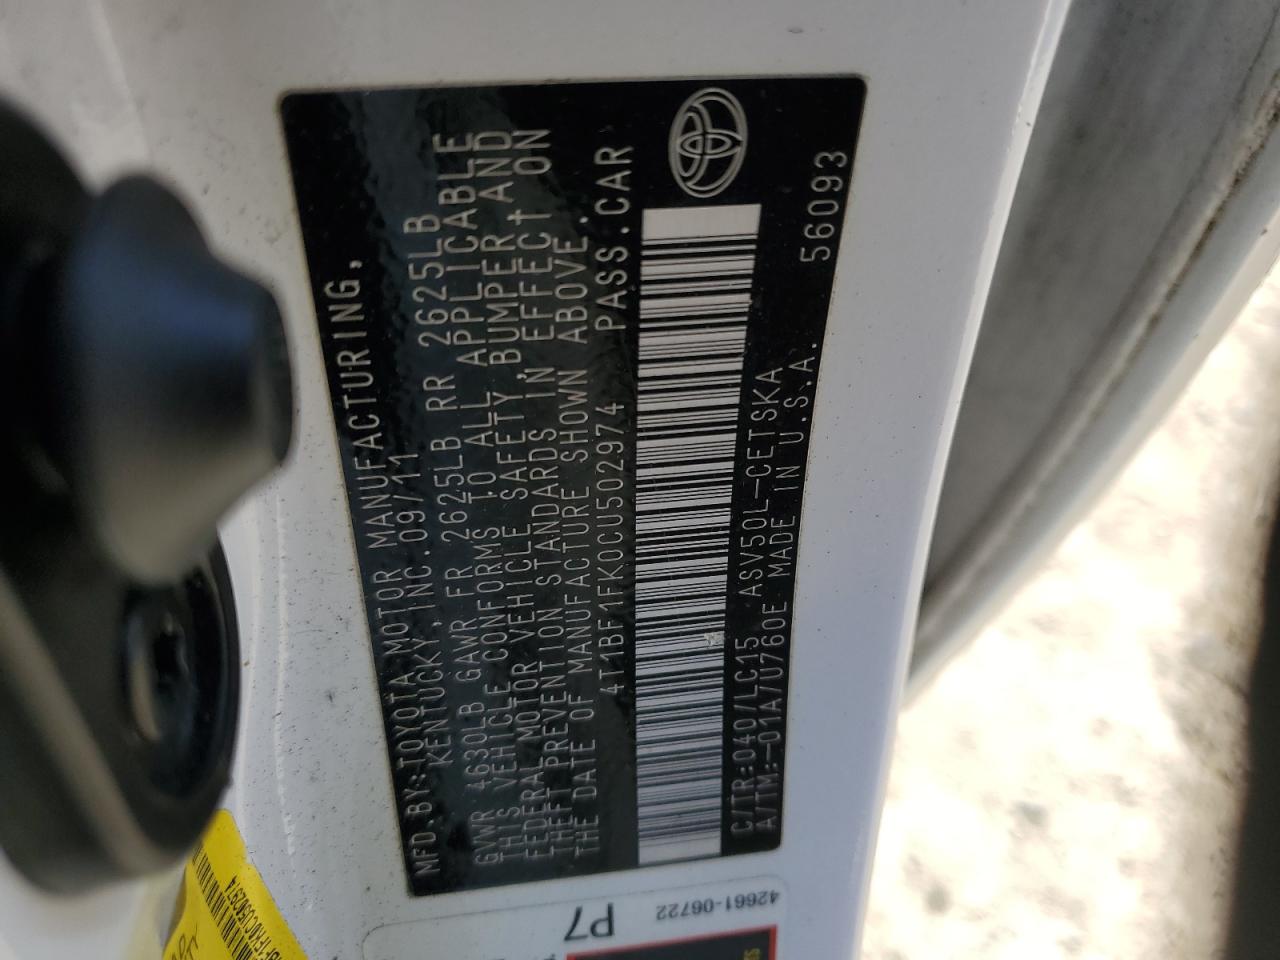 MFD.BY:TOYOTA MOTOR MANUFACTURING,
KENTUCKY,INC.09/11
GVWR 4630LB GAWR FR 2625LB RR 2625LB
THIS VEHICLE CONFORMS TO ALL APPLICABLE
FEDERAL MOTOR VEHICLE SAFETY,BUMPER,AND
THEFT PREVENTION STANDARDS IN EFFECT ON
THE DATE OF MANUFACTURE SHOWN ABOVE.
4T1BF1FK0CU502974 PASS.CAR
C/TR:040/LC15 ASV50L-CETSKA
A/TM:-01A/U760E MADE IN U.S.A.
56093
42661-06722
P7